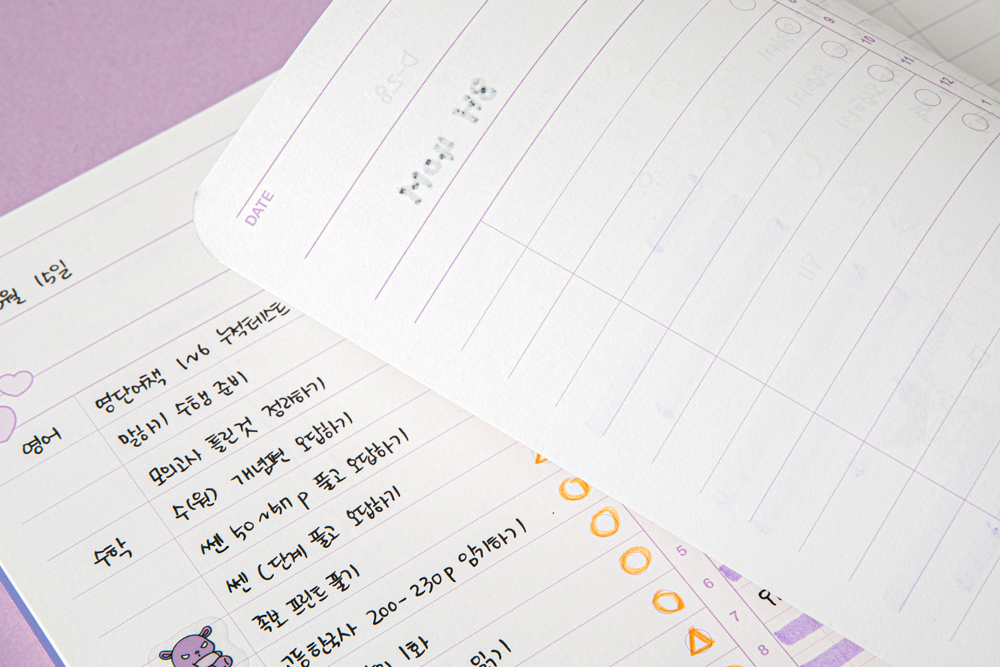 월 15일
영단어책 1~6 누적테스트
영어 말하기 수행 준비
모의고사 틀린것 정리하기
수(원) 개념편 오답하기
수학 쎈 50~57 p 풀고 오답하기
쎈 C단계 풀고 오답하기
족보 프린트 풀기
고등한국사 200-230p 암기하기
1화
읽기
DATE
8
9
10
11
12
1
5
6
7
8